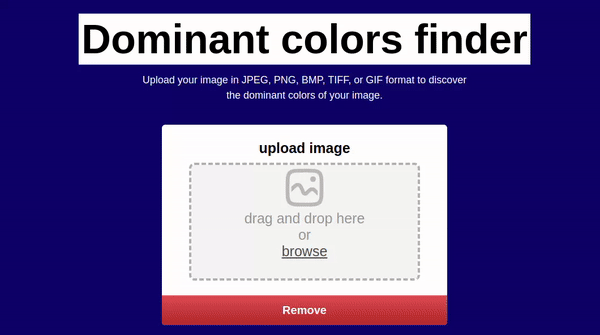 Dominant colors finder
Upload your image in JPEG, PNG, BMP, TIFF, or GIF format to discover
the dominant colors of your image.
upload image
drag and drop here
or
browse
Remove